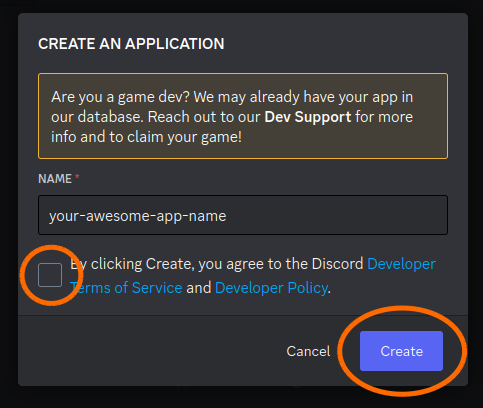 CREATE AN APPLICATION
Are you a game dev? We may already have your app in
our database. Reach out to our Dev Support for more
info and to claim your game!
NAME *
your-awesome-app-name
By clicking Create, you agree to the Discord Developer
Terms of Service and Developer Policy.
Cancel Create